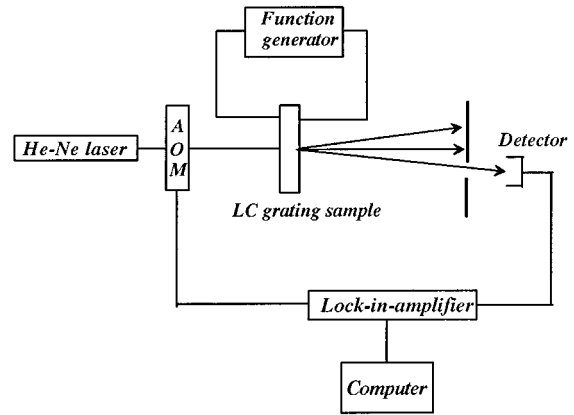 Function
generator
A
O
M
He-Ne laser
Detector
LC grating sample
Lock-in-amplifier
Computer